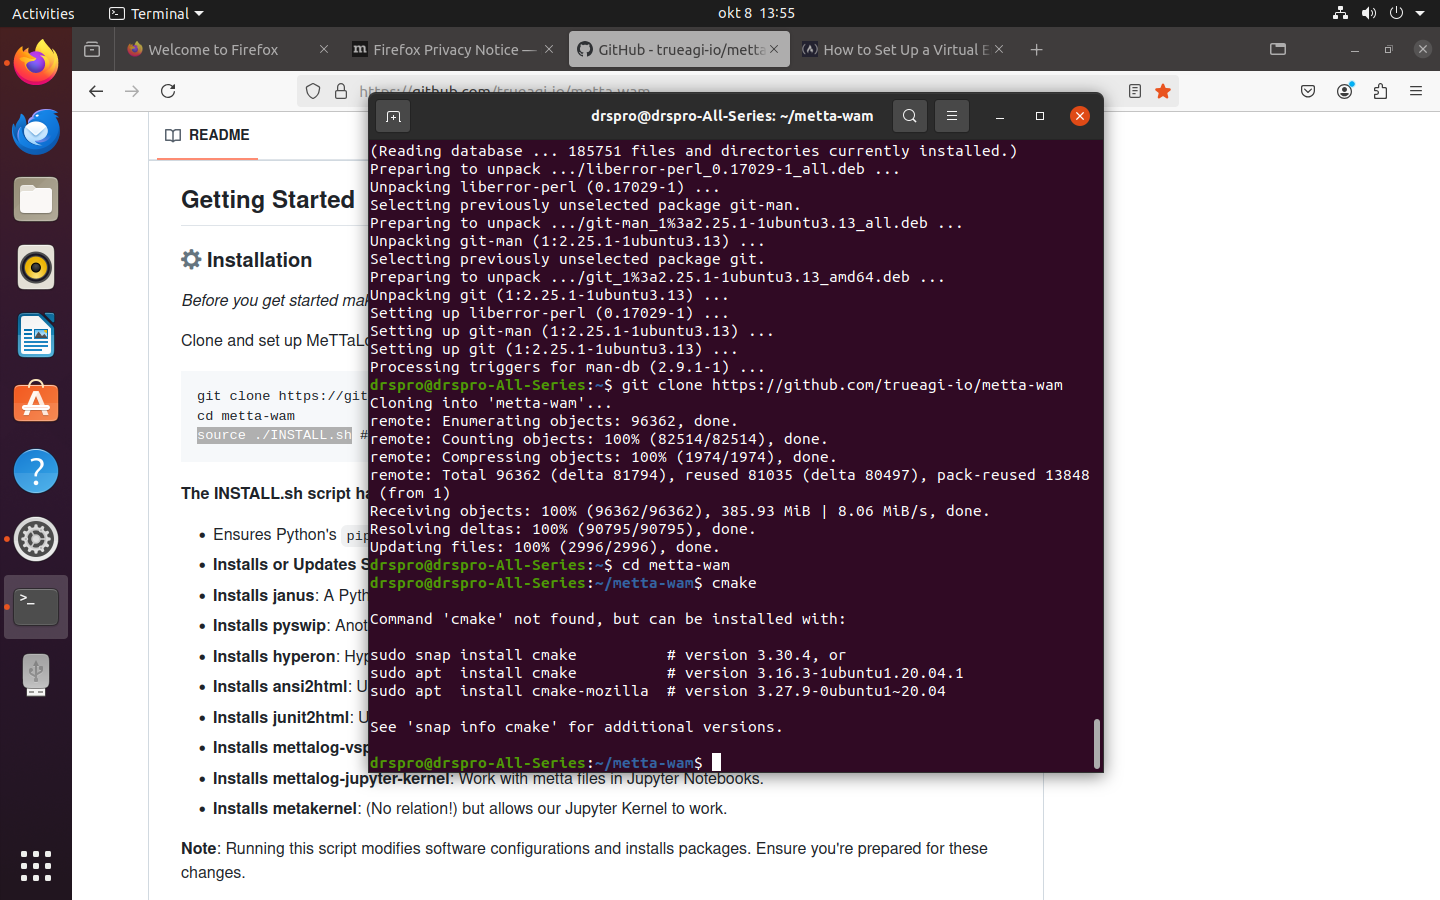 Activities
Terminal
okt 8 13:55
Welcome to Firefox
Firefox Privacy Notice —
GitHub - trueagi-io/metta
How to Set Up a Virtual E
https://github.com/trueagi-io/metta-wam
README
Getting Started
Installation
Before you get started mak
Clone and set up MeTTaLo
git clone https://git
cd metta-wam
source ./INSTALL.sh #
The INSTALL.sh script ha
Ensures Python's pip
Installs or Updates S
Installs janus: A Pyth
Installs pyswip: Anot
Installs hyperon: Hyp
Installs ansi2html: U
Installs junit2html: U
Installs mettalog-vsp
Installs mettalog-jupyter-kernel: Work with metta files in Jupyter Notebooks.
Installs metakernel: (No relation!) but allows our Jupyter Kernel to work.
Note: Running this script modifies software configurations and installs packages. Ensure you're prepared for these
changes.
drspro@drspro-All-Series: ~/metta-wam
(Reading database ... 185751 files and directories currently installed.)
Preparing to unpack .../liberror-perl_0.17029-1_all.deb ...
Unpacking liberror-perl (0.17029-1) ...
Selecting previously unselected package git-man.
Preparing to unpack .../git-man_1%3a2.25.1-1ubuntu3.13_all.deb ...
Unpacking git-man (1:2.25.1-1ubuntu3.13) ...
Selecting previously unselected package git.
Preparing to unpack .../git_1%3a2.25.1-1ubuntu3.13_amd64.deb ...
Unpacking git (1:2.25.1-1ubuntu3.13) ...
Setting up liberror-perl (0.17029-1) ...
Setting up git-man (1:2.25.1-1ubuntu3.13) ...
Setting up git (1:2.25.1-1ubuntu3.13) ...
Processing triggers for man-db (2.9.1-1) ...
drspro@drspro-All-Series:~$ git clone https://github.com/trueagi-io/metta-wam
Cloning into 'metta-wam'...
remote: Enumerating objects: 96362, done.
remote: Counting objects: 100% (82514/82514), done.
remote: Compressing objects: 100% (1974/1974), done.
remote: Total 96362 (delta 81794), reused 81035 (delta 80497), pack-reused 13848
(from 1)
Receiving objects: 100% (96362/96362), 385.93 MiB | 8.06 MiB/s, done.
Resolving deltas: 100% (90795/90795), done.
Updating files: 100% (2996/2996), done.
drspro@drspro-All-Series:~$ cd metta-wam
drspro@drspro-All-Series:~/metta-wam$ cmake
Command 'cmake' not found, but can be installed with:
sudo snap install cmake # version 3.30.4, or
sudo apt install cmake # version 3.16.3-1ubuntu1.20.04.1
sudo apt install cmake-mozilla # version 3.27.9-0ubuntu1~20.04
See 'snap info cmake' for additional versions.
drspro@drspro-All-Series:~/metta-wam$